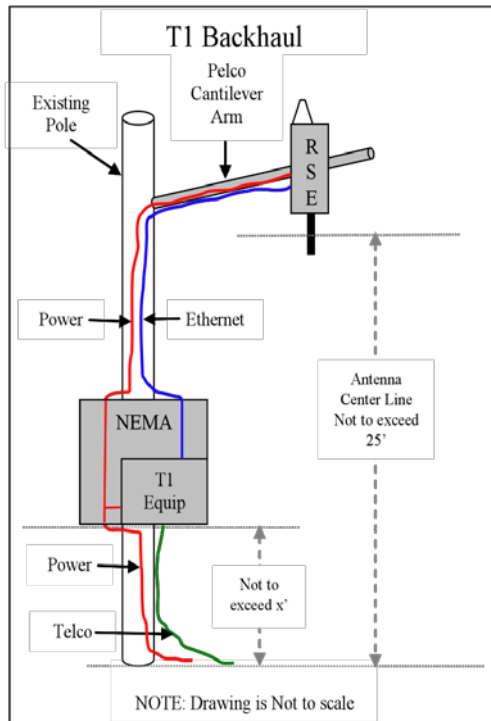 T1 Backhaul
Pelco
Cantilever
Arm
Existing
Pole
R
S
E
Power
Ethernet
Antenna
Center Line
Not to exceed
25'
NEMA
T1
Equip
Power
Not to
exceed x'
Telco
NOTE: Drawing is Not to scale